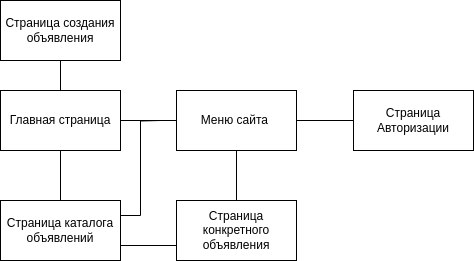 Страница создания
объявления
Главная страница
Меню сайта
Страница
Авторизации
Страница каталога
объявлений
Страница
конкретного
объявления